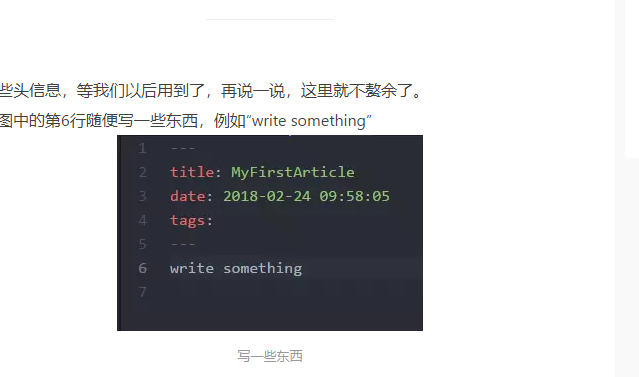 些头信息，等我们以后用到了，再说一说，这里就不螯余了。
图中的第6行随便写一些东西，例如“write something”
1 ---
2 title: MyFirstArticle
3 date: 2018-02-24 09:58:05
4 tags:
5 ---
6 write something
7
写一些东西